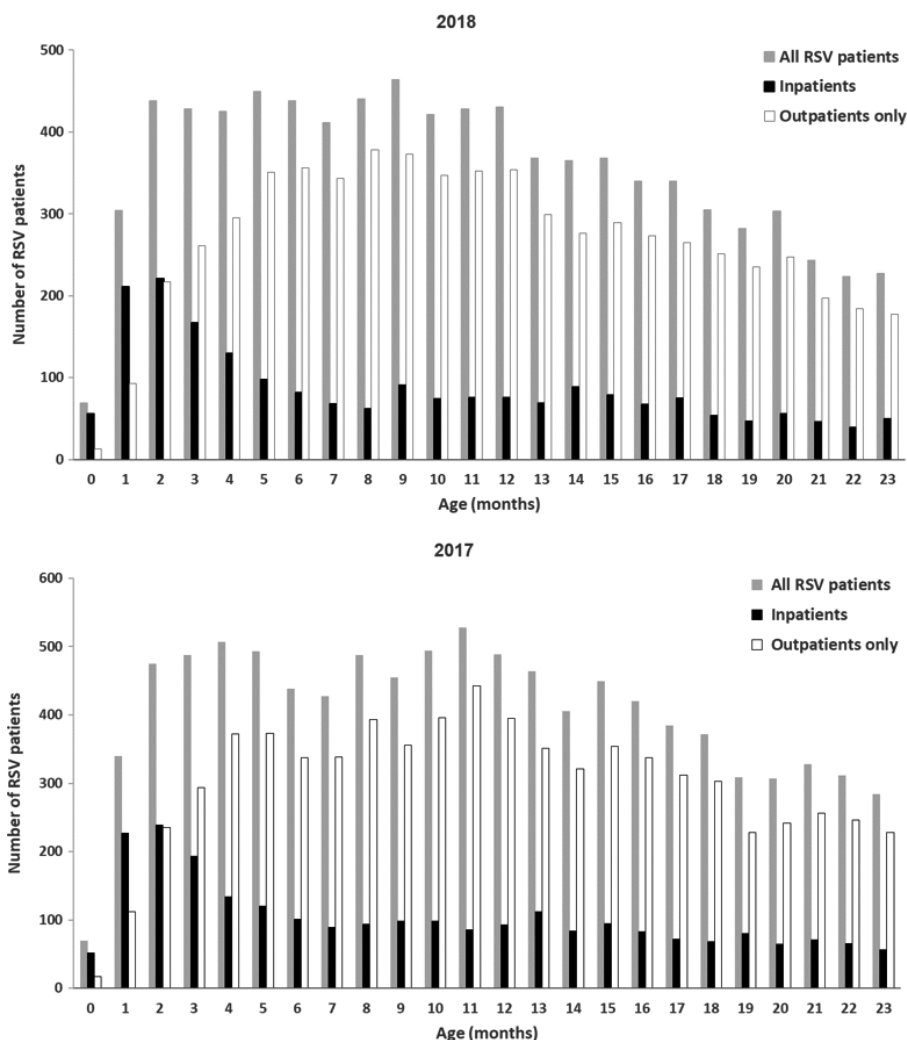 2018
500
400
300
200
100
0
Number of RSV patients
All RSV patients
Inpatients
Outpatients only
0 1 2 3 4 5 6 7 8 9 10 11 12 13 14 15 16 17 18 19 20 21 22 23
Age (months)
2017
600
500
400
300
200
100
0
Number of RSV patients
All RSV patients
Inpatients
Outpatients only
0 1 2 3 4 5 6 7 8 9 10 11 12 13 14 15 16 17 18 19 20 21 22 23
Age (months)